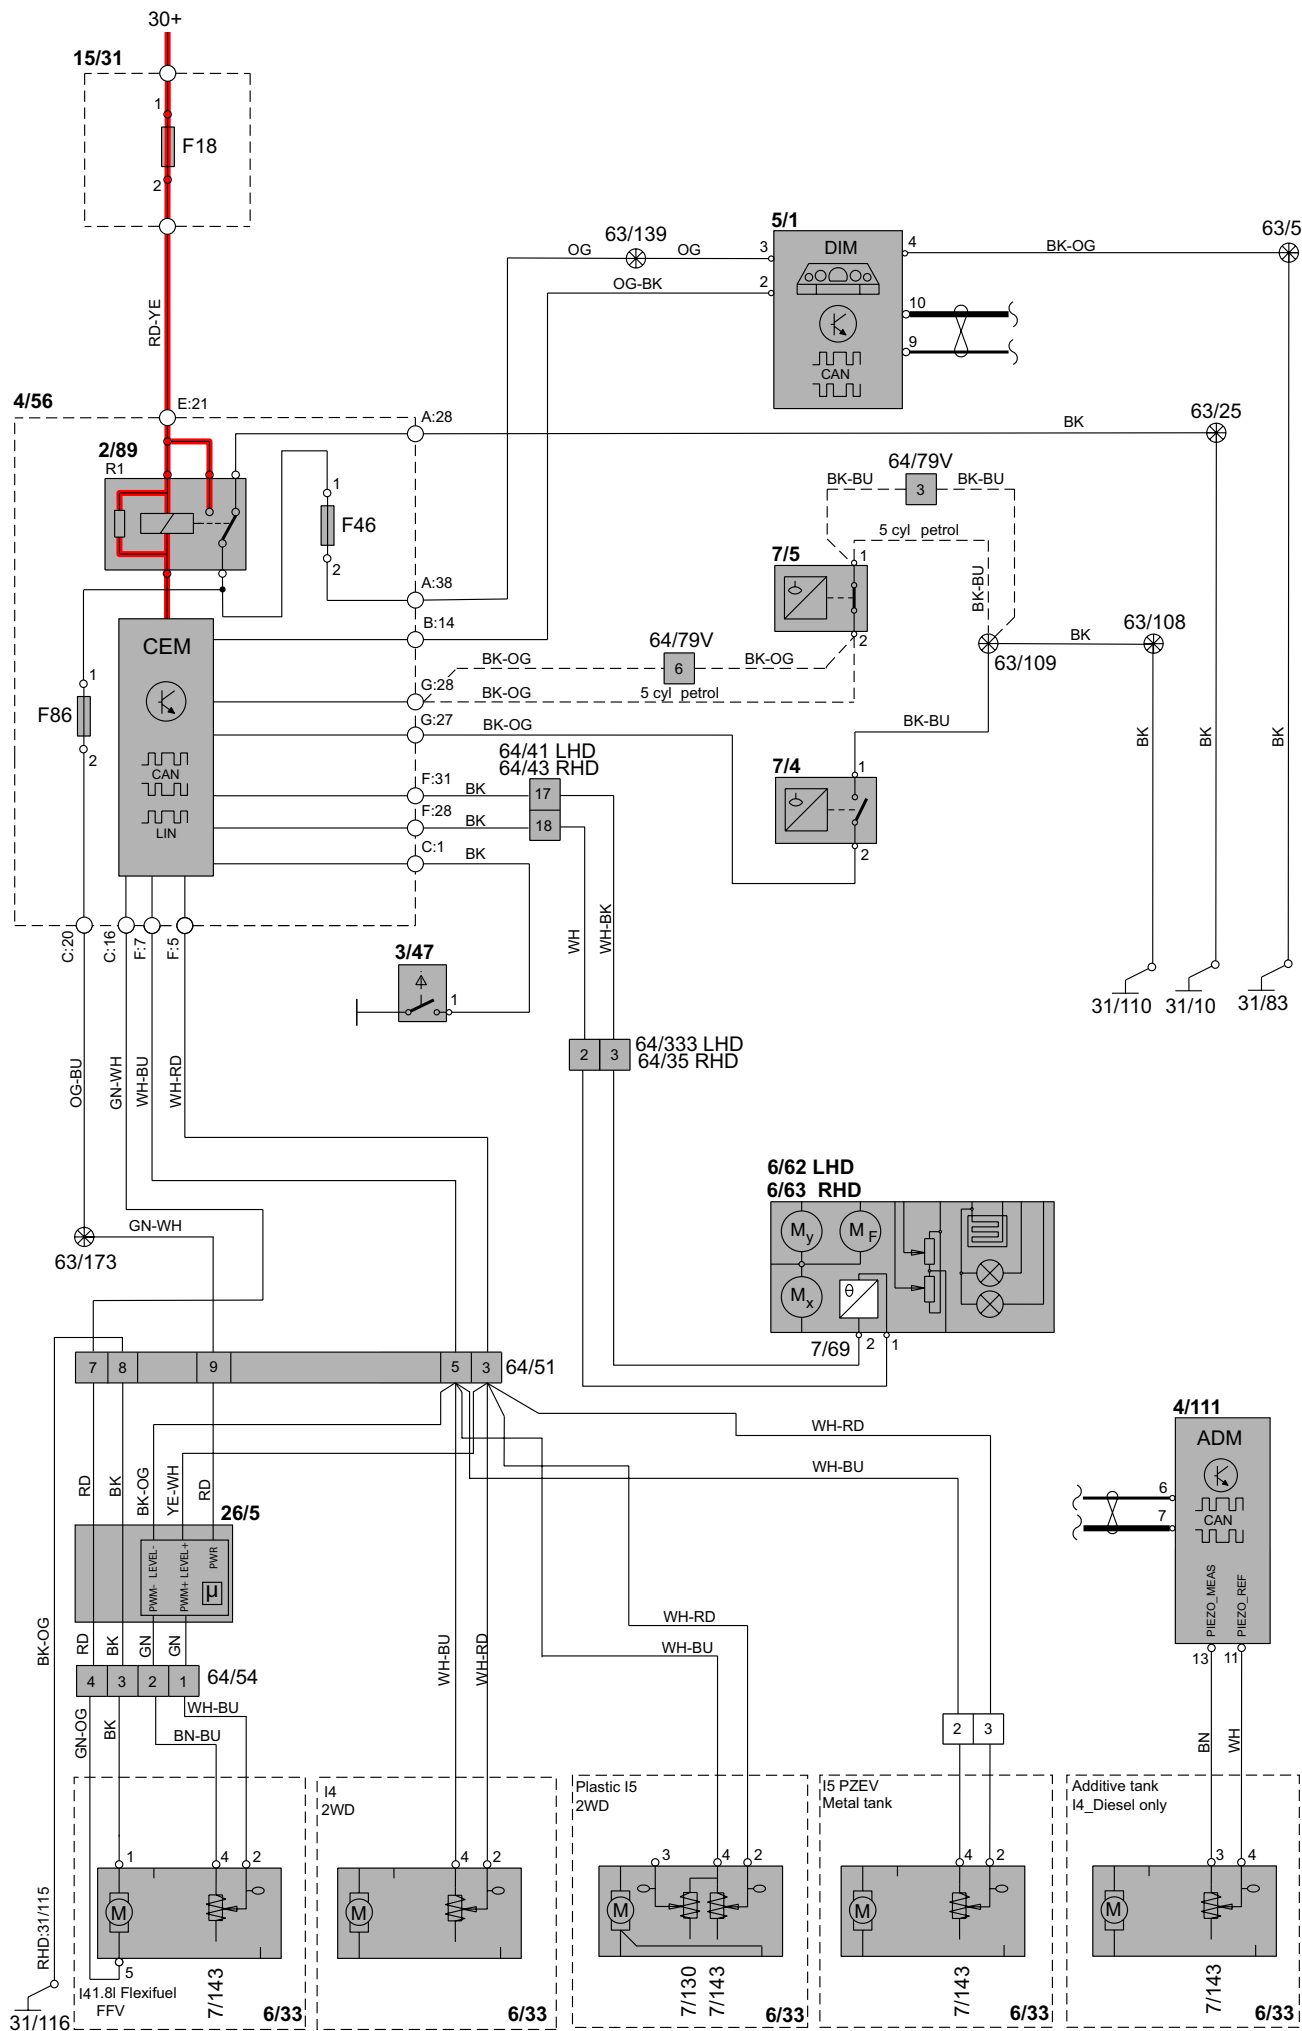 30+
15/31
1
F18
2
RD-YE
63/139
OG
OG
OG-BK
5/1
DIM
3
2
4
10
9
CAN
BK-OG
63/5
4/56
E:21
A:28
BK
63/25
2/89
R1
1
F46
2
64/79V
BK-BU
3
BK-BU
5 cyl petrol
7/5
1
2
BK-BU
A:38
B:14
CEM
64/79V
BK-OG
6
BK-OG
G:28
BK-OG
5 cyl petrol
63/109
BK
63/108
1
F86
2
G:27
BK-OG
BK-BU
CAN
LIN
64/41 LHD
64/43 RHD
F:31
BK
17
F:28
BK
18
C:1
BK
7/4
1
2
BK
BK
BK
C:20
C:16
F:7
F:5
3/47
1
WH
WH-BK
31/110
31/10
31/83
2
3
64/333 LHD
64/35 RHD
OG-BU
GN-WH
WH-BU
WH-RD
6/62 LHD
6/63 RHD
My
MF
Mx
θ
7/69
2
1
GN-WH
63/173
7
8
9
5
3
64/51
WH-RD
WH-BU
4/111
ADM
CAN
6
7
PIEZO_MEAS
PIEZO_REF
13
11
RD
BK
BK-OG
YE-WH
RD
26/5
PWM- LEVEL-
PWM+ LEVEL+
PWR
µ
BK-OG
RD
BK
GN
GN
4
3
2
1
64/54
WH-BU
WH-RD
WH-RD
WH-BU
GN-OG
BK
WH-BU
BN-BU
2
3
BN
WH
1
4
2
M
5
I41.8l Flexifuel
FFV
7/143
6/33
I4
2WD
4
2
M
6/33
Plastic I5
2WD
3
4
2
M
7/130
7/143
6/33
I5 PZEV
Metal tank
4
2
M
7/143
6/33
Additive tank
I4_Diesel only
3
4
M
7/143
6/33
RHD:31/115
31/116